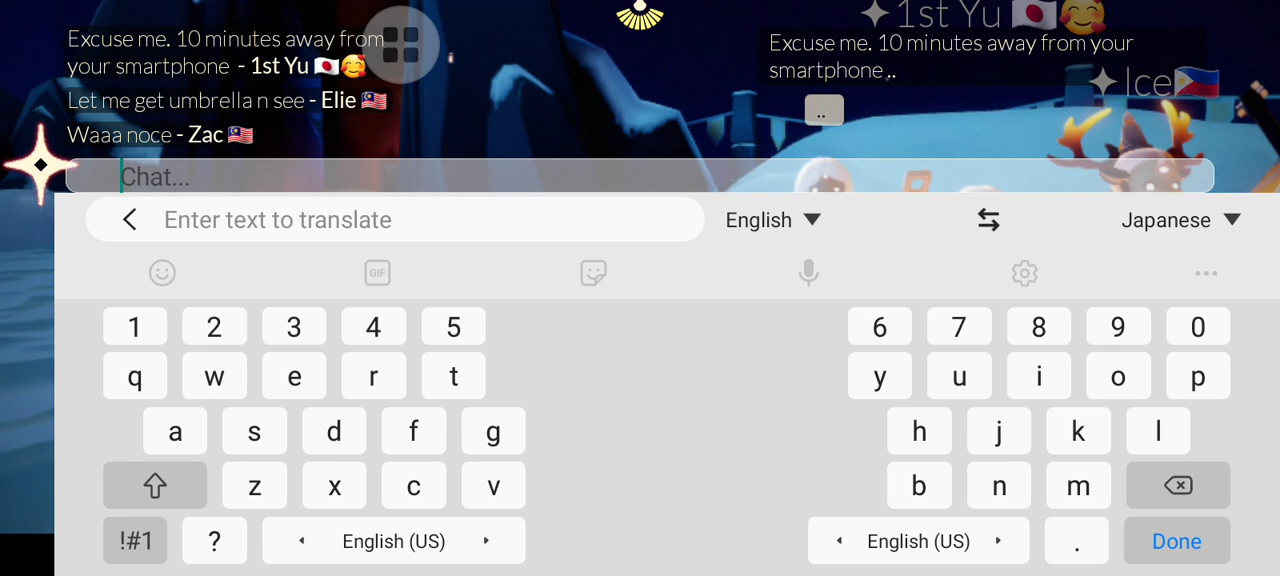 Excuse me. 10 minutes away from
your smartphone - 1st Yu 🇯🇵🥰
Let me get umbrella n see - Elie 🇲🇾
Waaa noce - Zac 🇲🇾
✦1st Yu 🇯🇵🥰
Excuse me. 10 minutes away from your
smartphone..
✦Ice🇵🇭
..
Chat...
Enter text to translate
English
Japanese
GIF
1 2 3 4 5 6 7 8 9 0
q w e r t y u i o p
a s d f g h j k l
z x c v b n m
!#1 ? English (US) English (US) . Done